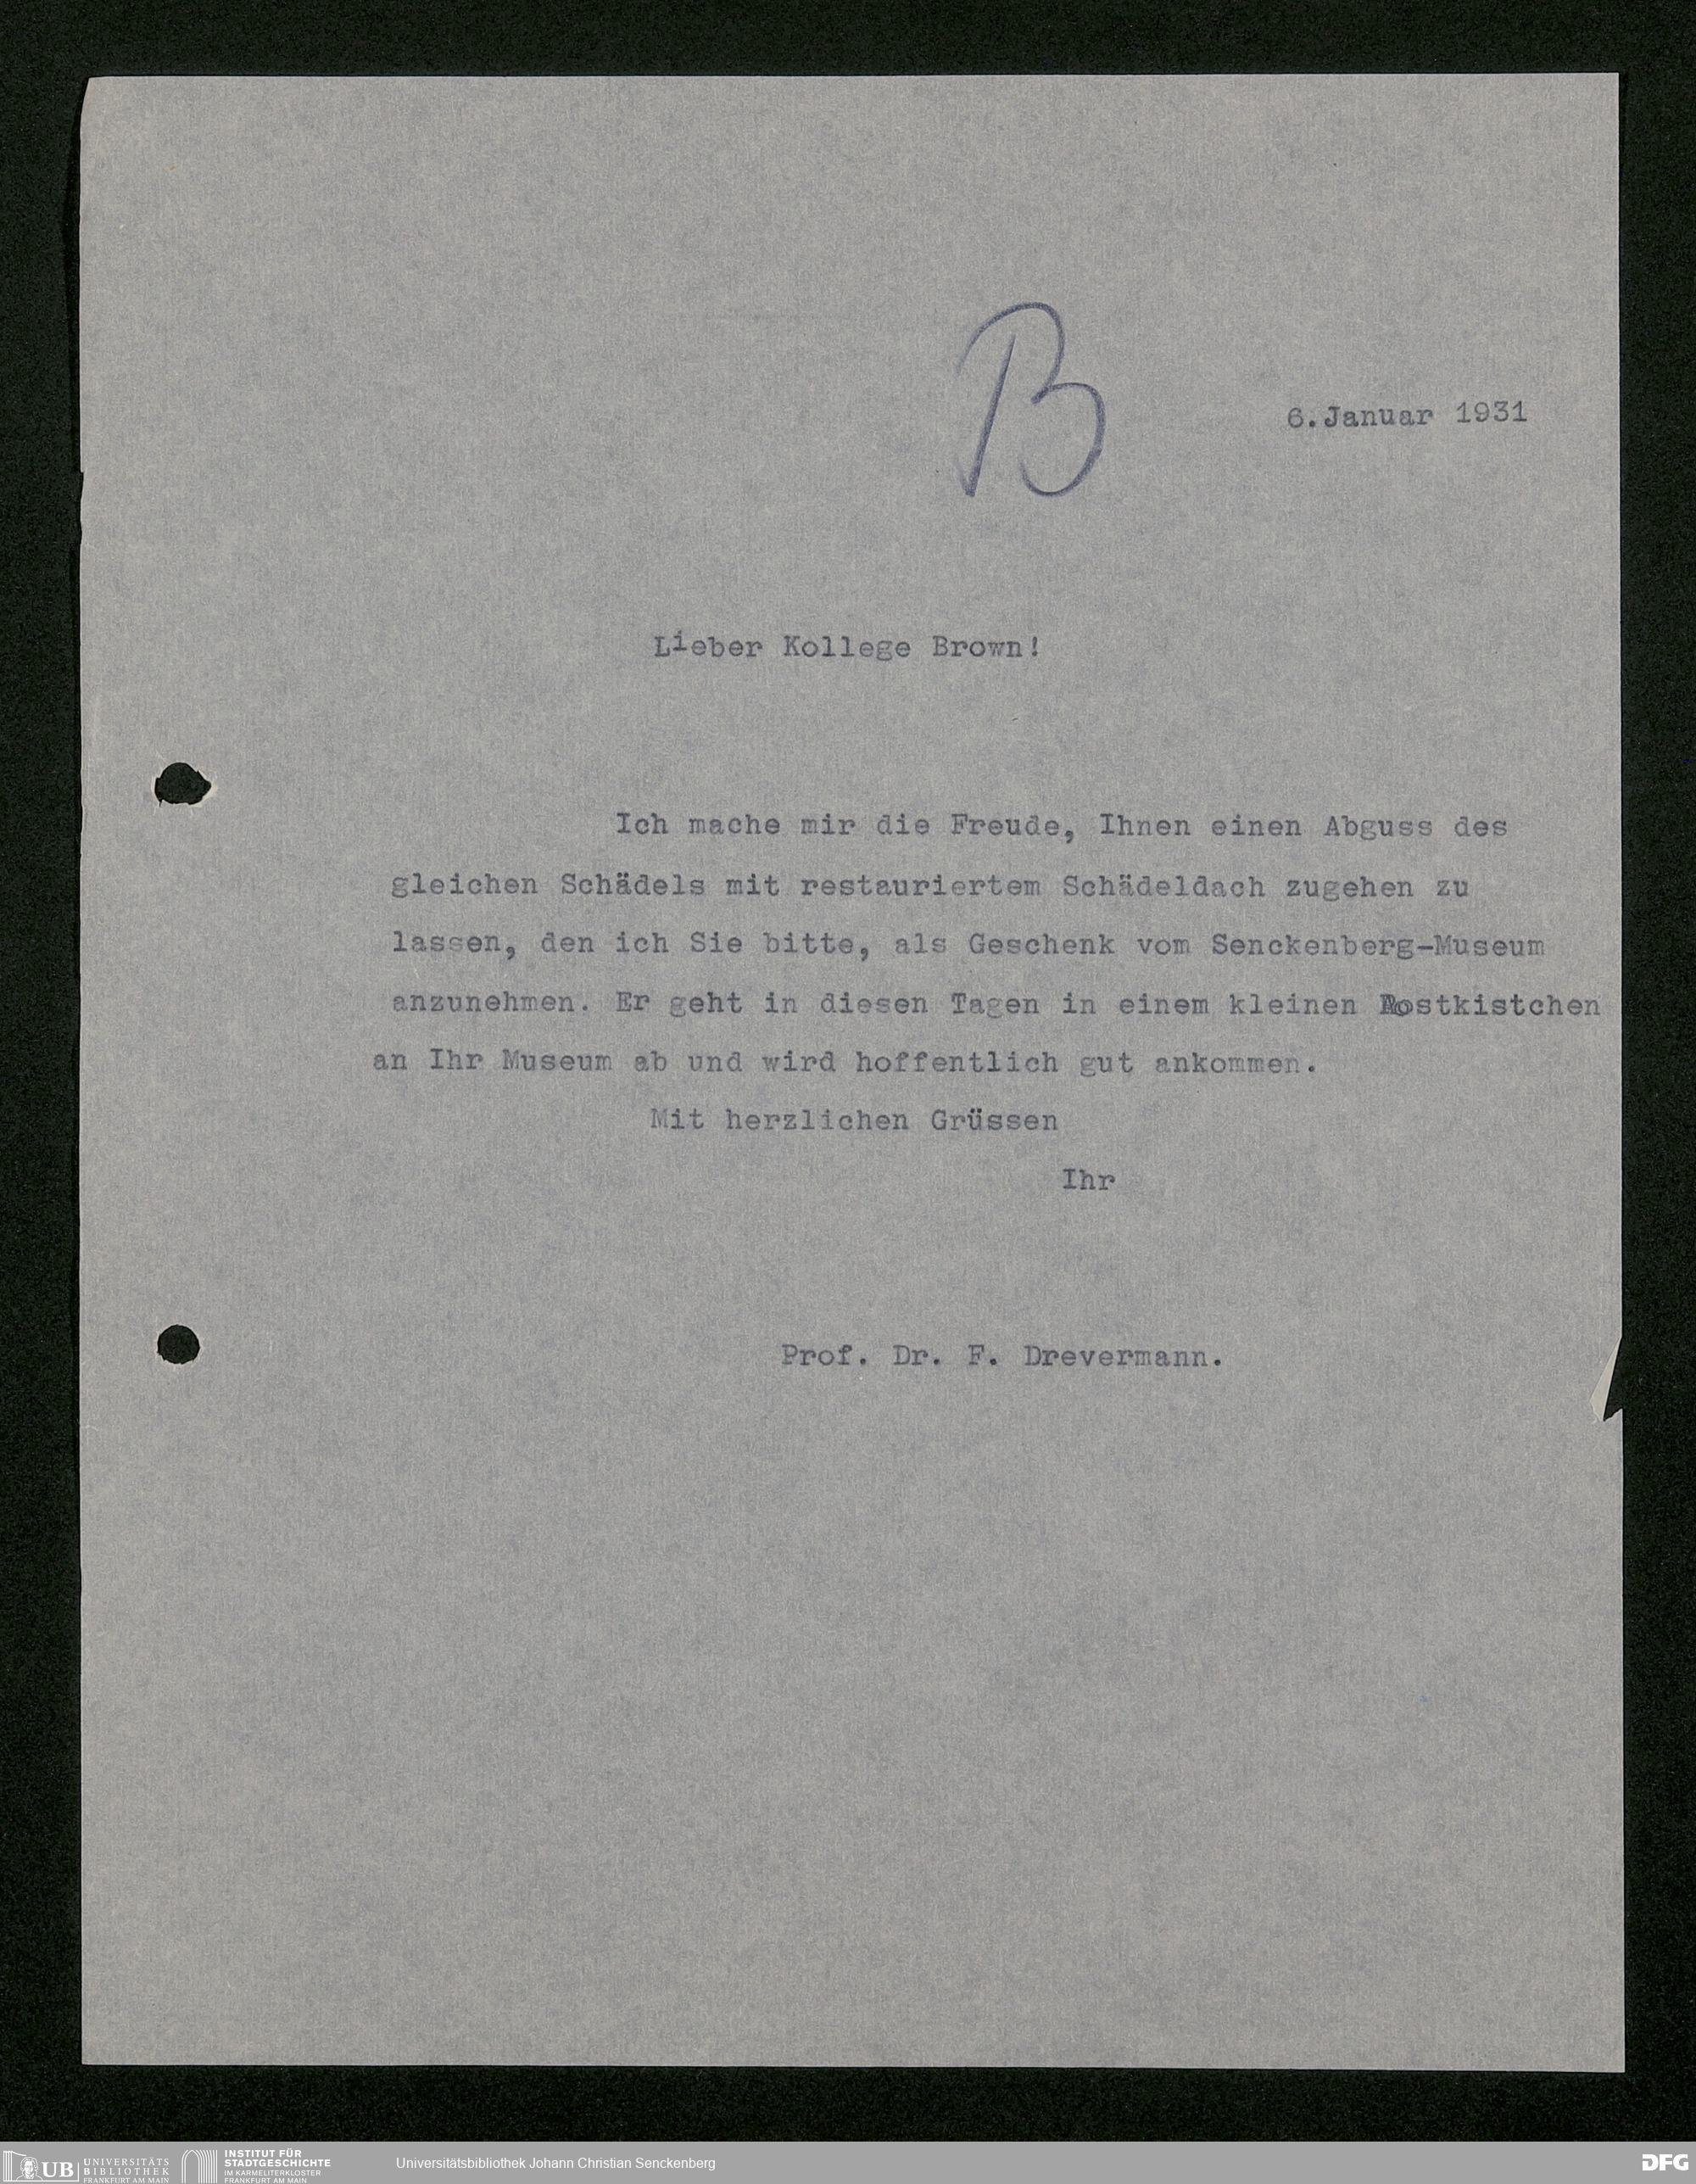 B
6.Januar 1931
Lieber Kollege Brown!
Ich mache mir die Freude, Ihnen einen Abguss des
gleichen Schädels mit restauriertem Schädeldach zugehen zu
lassen, den ich Sie bitte, als Geschenk vom Senckenberg-Museum
anzunehmen. Er geht in diesen Tagen in einem kleinen Postkistchen
an Ihr Museum ab und wird hoffentlich gut ankommen.
Mit herzlichen Grüssen
Ihr
Prof. Dr. F. Drevermann.
UB UNIVERSITÄTS
BIBLIOTHEK
FRANKFURT AM MAIN
INSTITUT FÜR
STADTGESCHICHTE
IM KARMELITERKLOSTER
FRANKFURT AM MAIN
Universitätsbibliothek Johann Christian Senckenberg
DFG